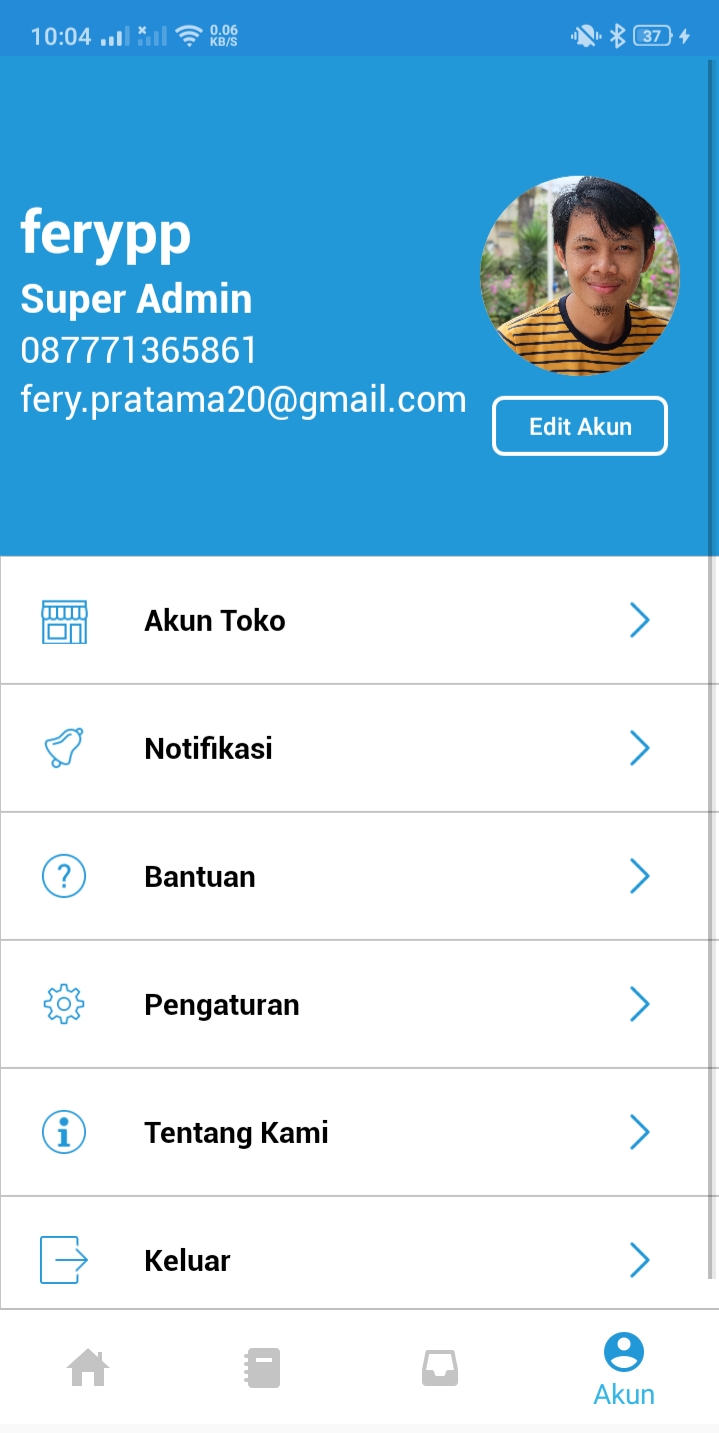 10:04
0.06
KB/S
37
ferypp
Super Admin
087771365861
fery.pratama20@gmail.com
Edit Akun
Akun Toko
Notifikasi
Bantuan
Pengaturan
Tentang Kami
Keluar
Akun